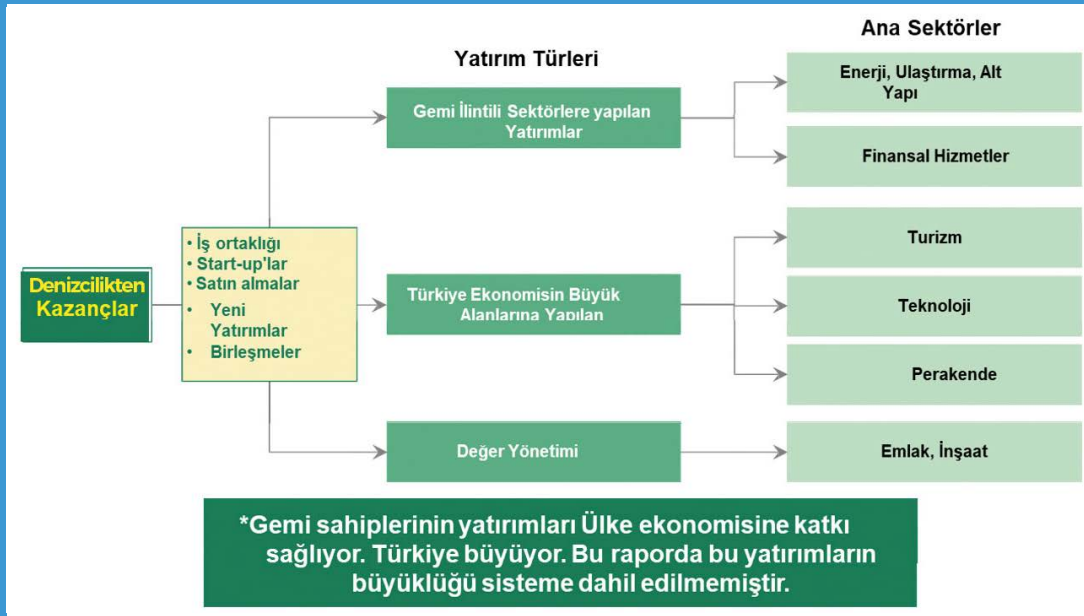 Ana Sektörler
Yatırım Türleri
Enerji, Ulaştırma, Alt
Yapı
Gemi İlintili Sektörlere yapılan
Yatırımlar
Finansal Hizmetler
• İş ortaklığı
• Start-up'lar
• Satın almalar
• Yeni
Yatırımlar
• Birleşmeler
Turizm
Denizcilikten
Kazançlar
Türkiye Ekonomisin Büyük
Alanlarına Yapılan
Teknoloji
Perakende
Değer Yönetimi
Emlak, İnşaat
*Gemi sahiplerinin yatırımları Ülke ekonomisine katkı
sağlıyor. Türkiye büyüyor. Bu raporda bu yatırımların
büyüklüğü sisteme dahil edilmemiştir.